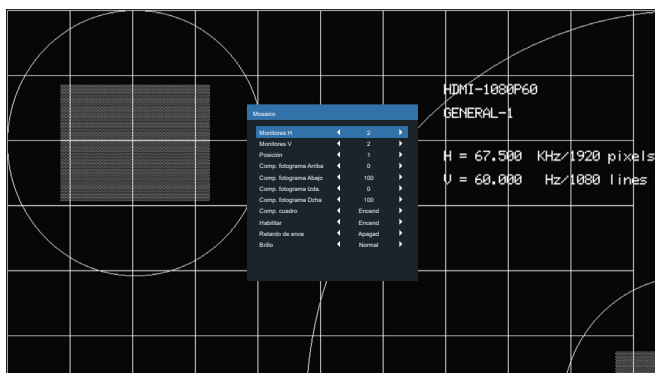 HDMI-1080P60
GENERAL-1
H = 67.500 KHz/1920 pixels
V = 60.000 Hz/1080 lines
Mosaico
Monitores H 2
Monitores V 2
Posición 1
Comp. fotograma Arriba 0
Comp. fotograma Abajo 100
Comp. fotograma Izda. 0
Comp. fotograma Dcha 100
Comp. cuadro Encend
Habilitar Encend
Retardo de ence Apagad
Brillo Normal